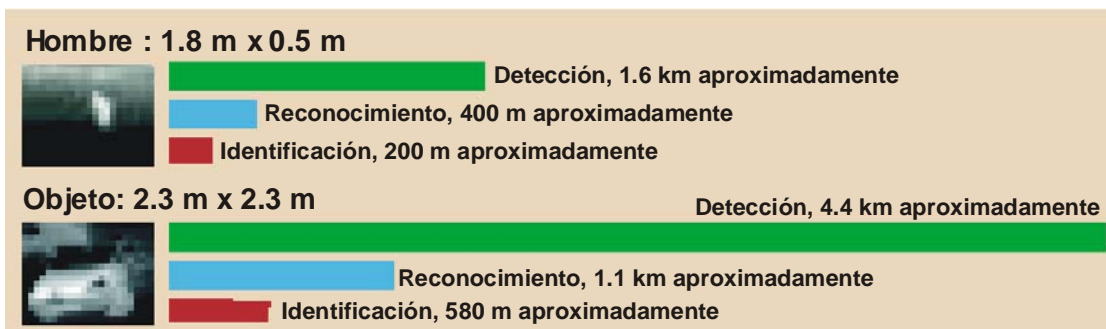 Hombre : 1.8 m x 0.5 m
Detección, 1.6 km aproximadamente
Reconocimiento, 400 m aproximadamente
Identificación, 200 m aproximadamente
Objeto: 2.3 m x 2.3 m
Detección, 4.4 km aproximadamente
Reconocimiento, 1.1 km aproximadamente
Identificación, 580 m aproximadamente